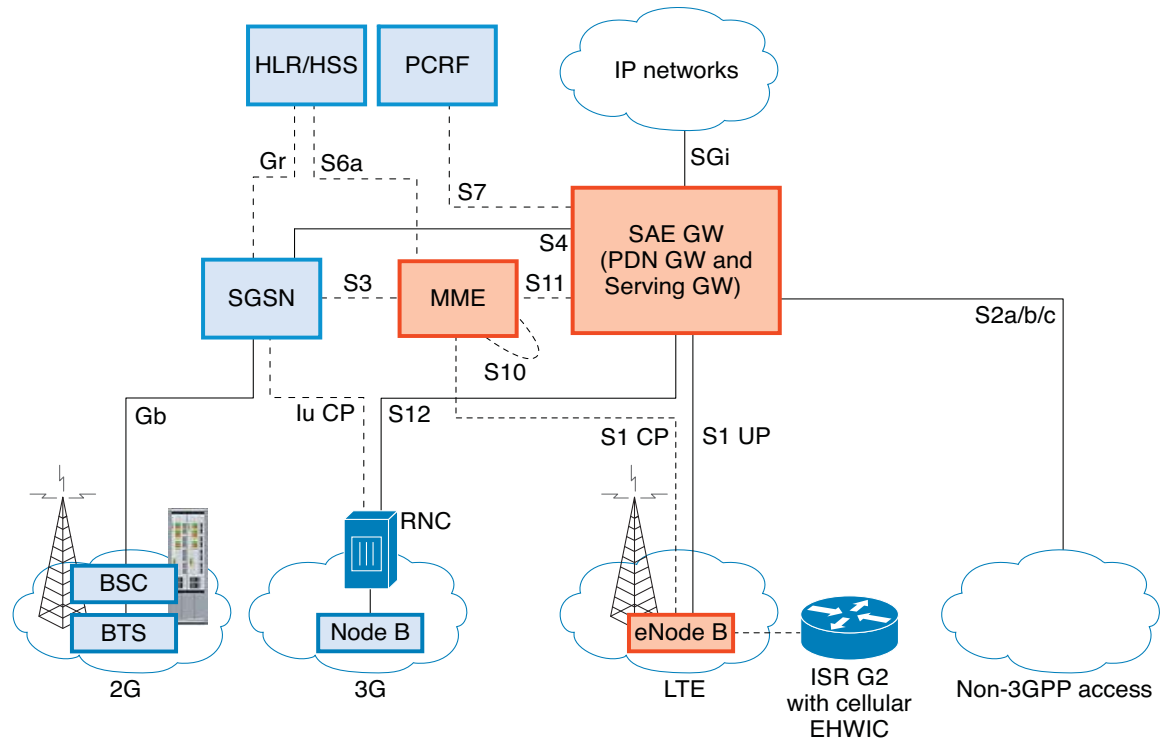 HLR/HSS
PCRF
IP networks
Gr
S6a
SGi
S7
S4
SAE GW
(PDN GW and
Serving GW)
SGSN
S3
MME
S11
S2a/b/c
S10
Gb
Iu CP
S12
S1 CP
S1 UP
RNC
BSC
BTS
Node B
eNode B
2G
3G
LTE
ISR G2
with cellular
EHWIC
Non-3GPP access